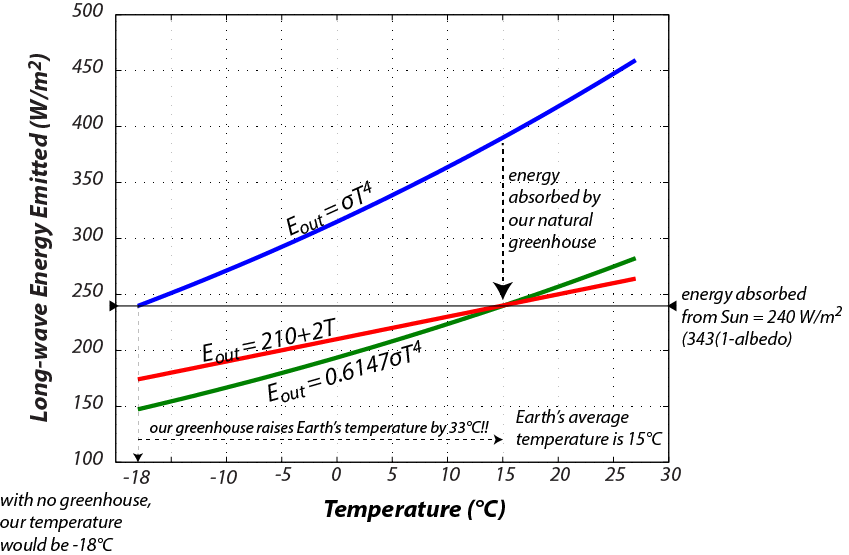 500
450
400
350
300
250
200
150
100
Long-wave Energy Emitted (W/m²)
E_out = σT⁴
energy
absorbed by
our natural
greenhouse
energy absorbed
from Sun = 240 W/m²
(343(1-albedo)
E_out = 210+2T
E_out = 0.6147σT⁴
our greenhouse raises Earth's temperature by 33°C!!
Earth's average
temperature is 15°C
-18
-10
-5
0
5
10
15
20
25
30
Temperature (°C)
with no greenhouse,
our temperature
would be -18°C